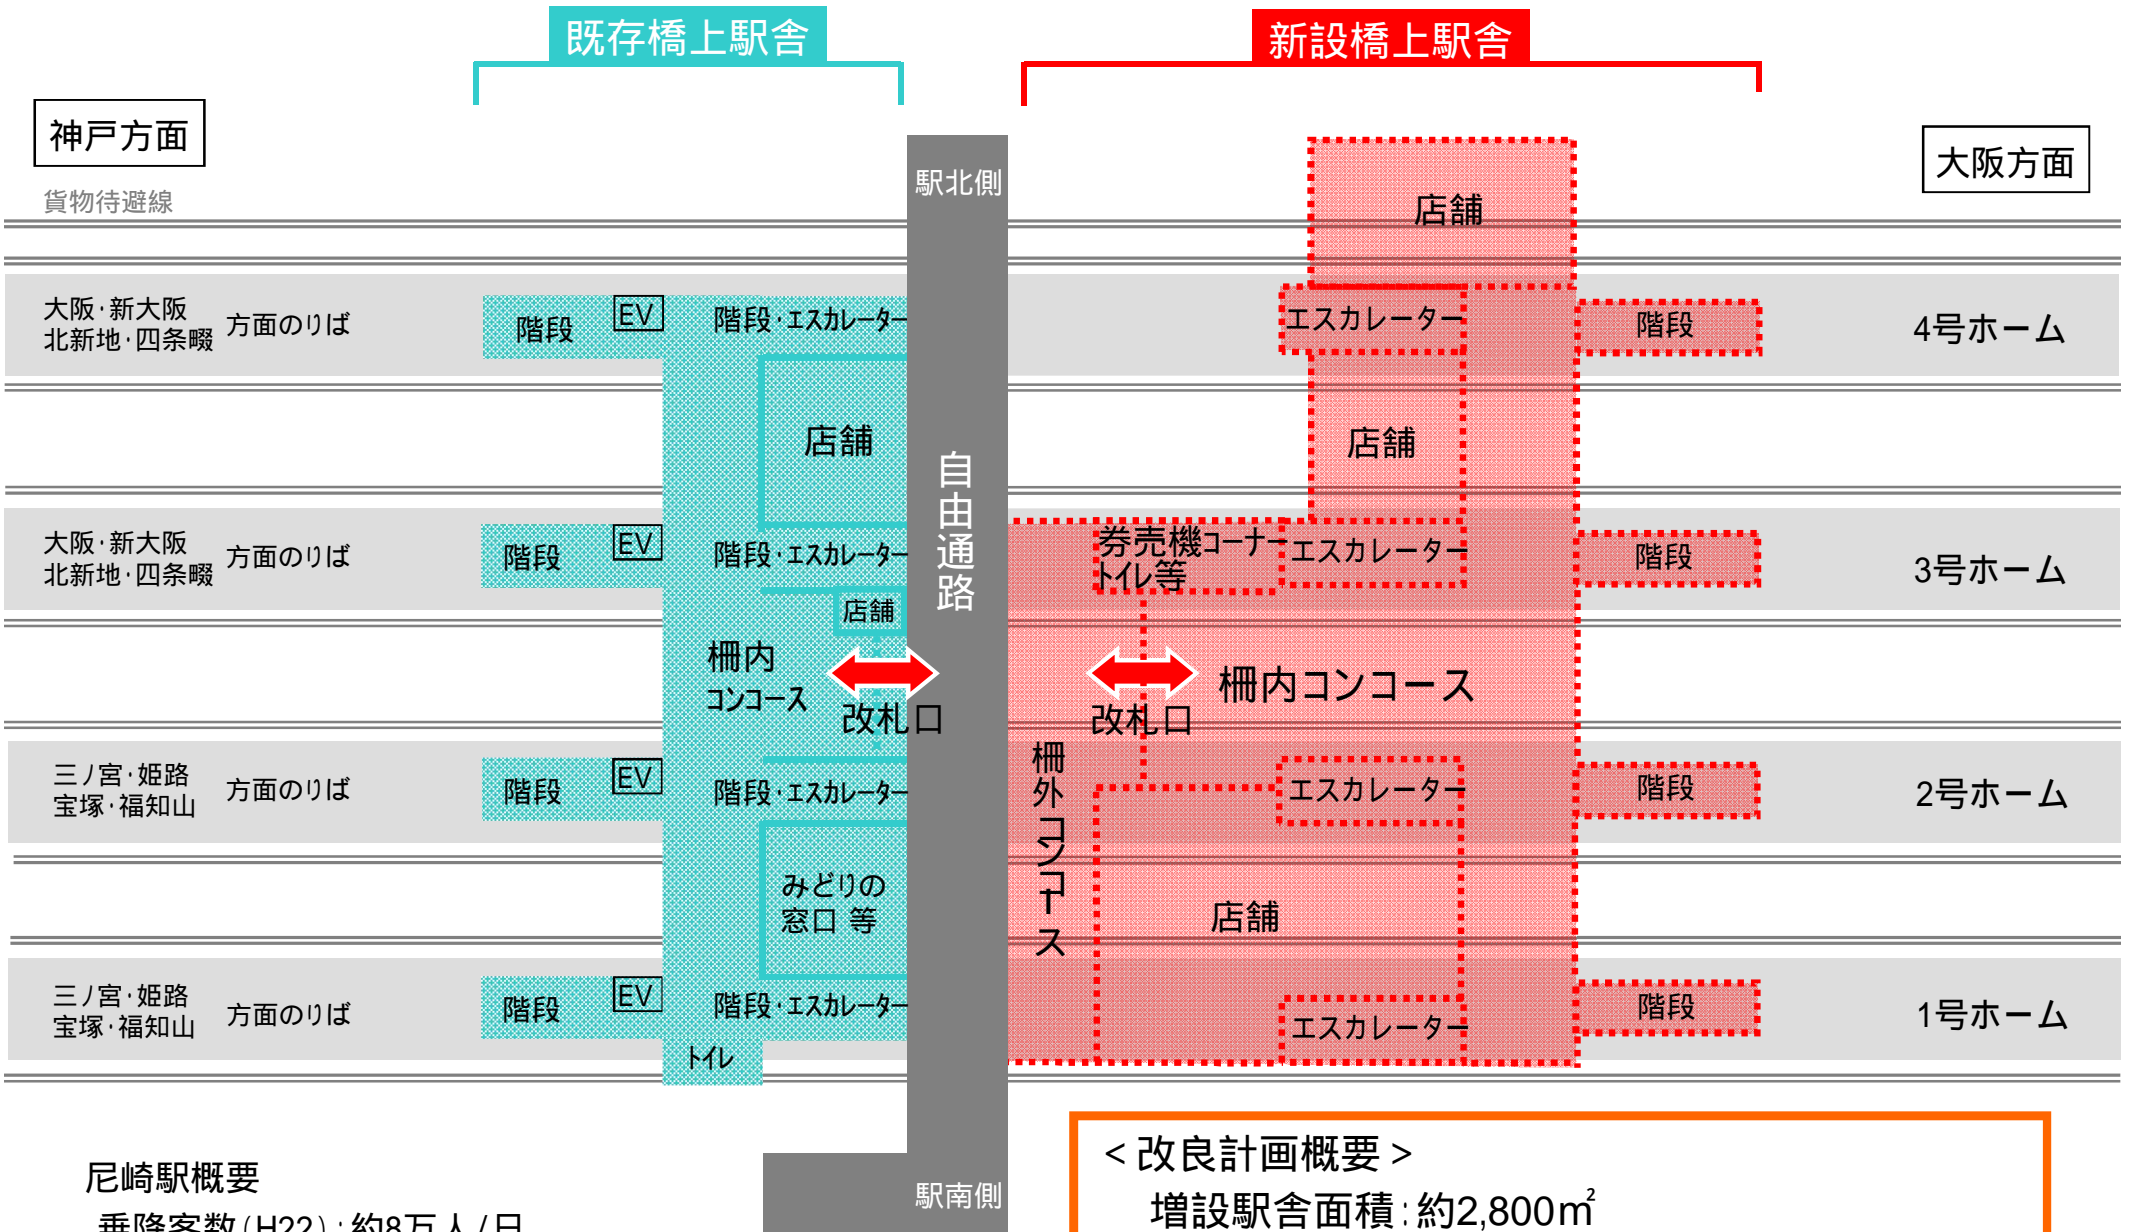 既存橋上駅舎
新設橋上駅舎
神戸方面
大阪方面
貨物待避線
駅北側
店舗
大阪・新大阪
北新地・四条畷
方面のりば
階段
EV
階段・エスカレーター
エスカレーター
階段
4号ホーム
店舗
店舗
自由通路
大阪・新大阪
北新地・四条畷
方面のりば
階段
EV
階段・エスカレーター
券売機コーナー
トイレ等
エスカレーター
階段
3号ホーム
店舗
柵内
コンコース
改札口
改札口
柵内コンコース
柵外コンコース
三ノ宮・姫路
宝塚・福知山
方面のりば
階段
EV
階段・エスカレーター
エスカレーター
階段
2号ホーム
みどりの
窓口 等
店舗
三ノ宮・姫路
宝塚・福知山
方面のりば
階段
EV
階段・エスカレーター
エスカレーター
階段
1号ホーム
トイレ
駅南側
尼崎駅概要
乗降客数(H22):約8万人/日
<改良計画概要>
増設駅舎面積:約2,800㎡